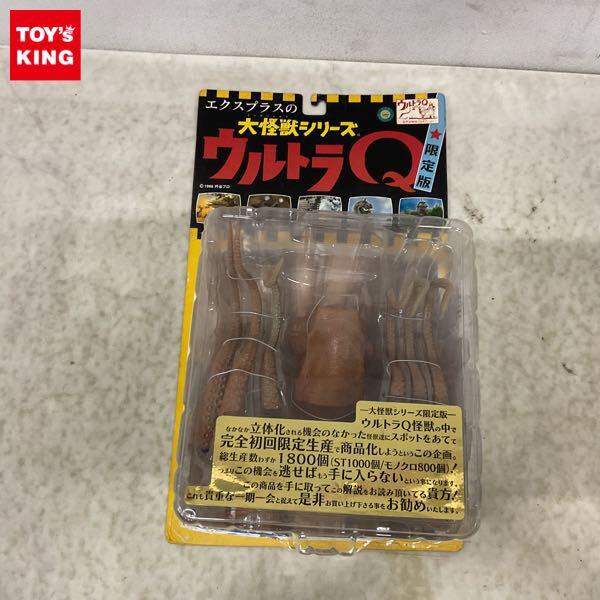 TOY'S
KING
エクスプラスの
大怪獣シリーズ
ウルトラQ
ウルトラQ
★限定版
©1966 円谷プロ
―大怪獣シリーズ限定版―
ウルトラQ怪獣の中で
なかなか立体化される機会のなかった怪獣達にスポットをあてて
完全初回限定生産で商品化しようというこの企画。
総生産数わずか1800個(ST1000個/モノクロ800個)!
つまりこの機会を逃せばもう手に入らないという事になります。
この商品を手に取ってこの解説をお読み頂いてる貴方!
これも貴重な一期一会と捉えて是非お買い上げ下さる事をお勧めいたします。